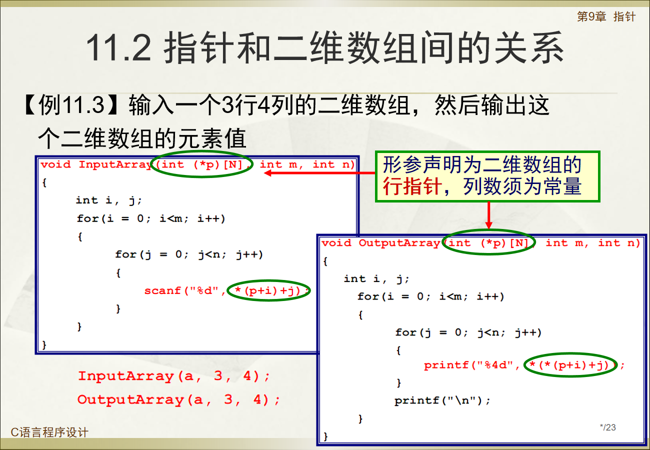 第9章 指针
11.2 指针和二维数组间的关系
【例11.3】输入一个3行4列的二维数组，然后输出这
个二维数组的元素值
void InputArray(int (*p)[N], int m, int n)
{
int i, j;
for(i = 0; i<m; i++)
{
for(j = 0; j<n; j++)
{
scanf("%d", *(p+i)+j);
}
}
}
形参声明为二维数组的
行指针，列数须为常量
void OutputArray(int (*p)[N], int m, int n)
{
int i, j;
for(i = 0; i<m; i++)
{
for(j = 0; j<n; j++)
{
printf("%4d", *(*(p+i)+j));
}
printf("\n");
}
}
InputArray(a, 3, 4);
OutputArray(a, 3, 4);
C语言程序设计
*/23